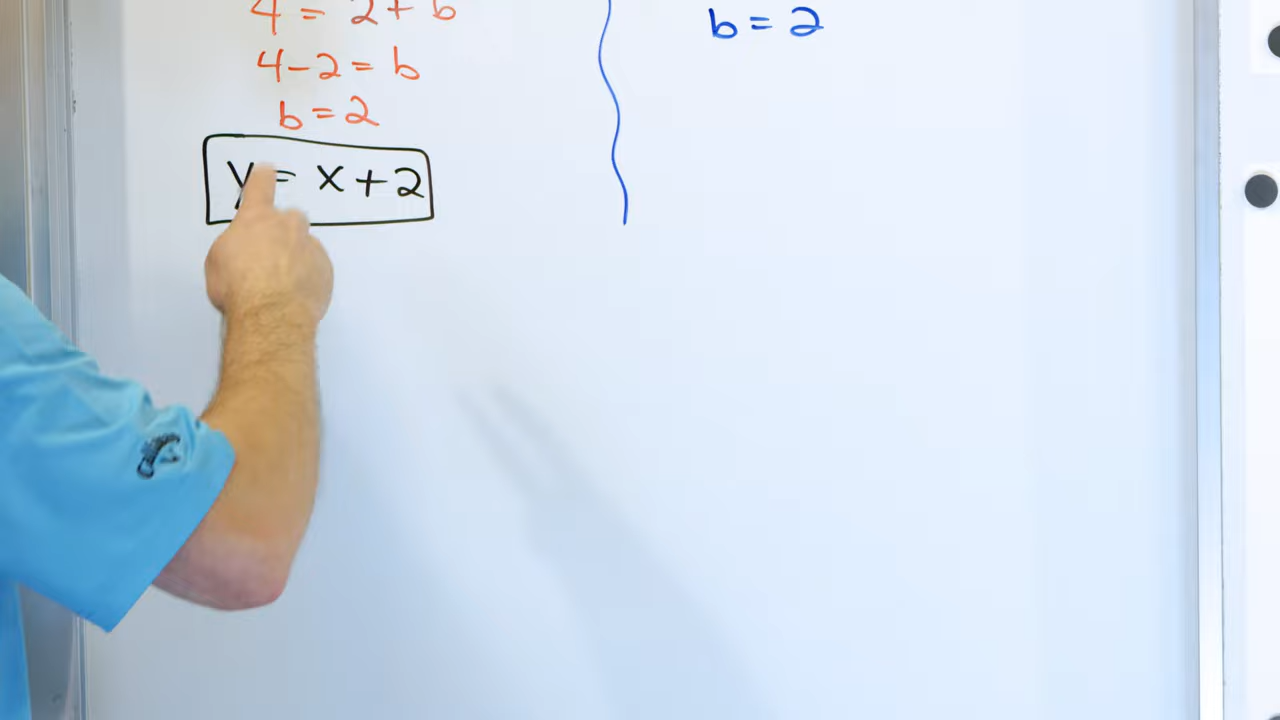 4 = 2 + b
4 - 2 = b
b = 2
y = x + 2
b = 2